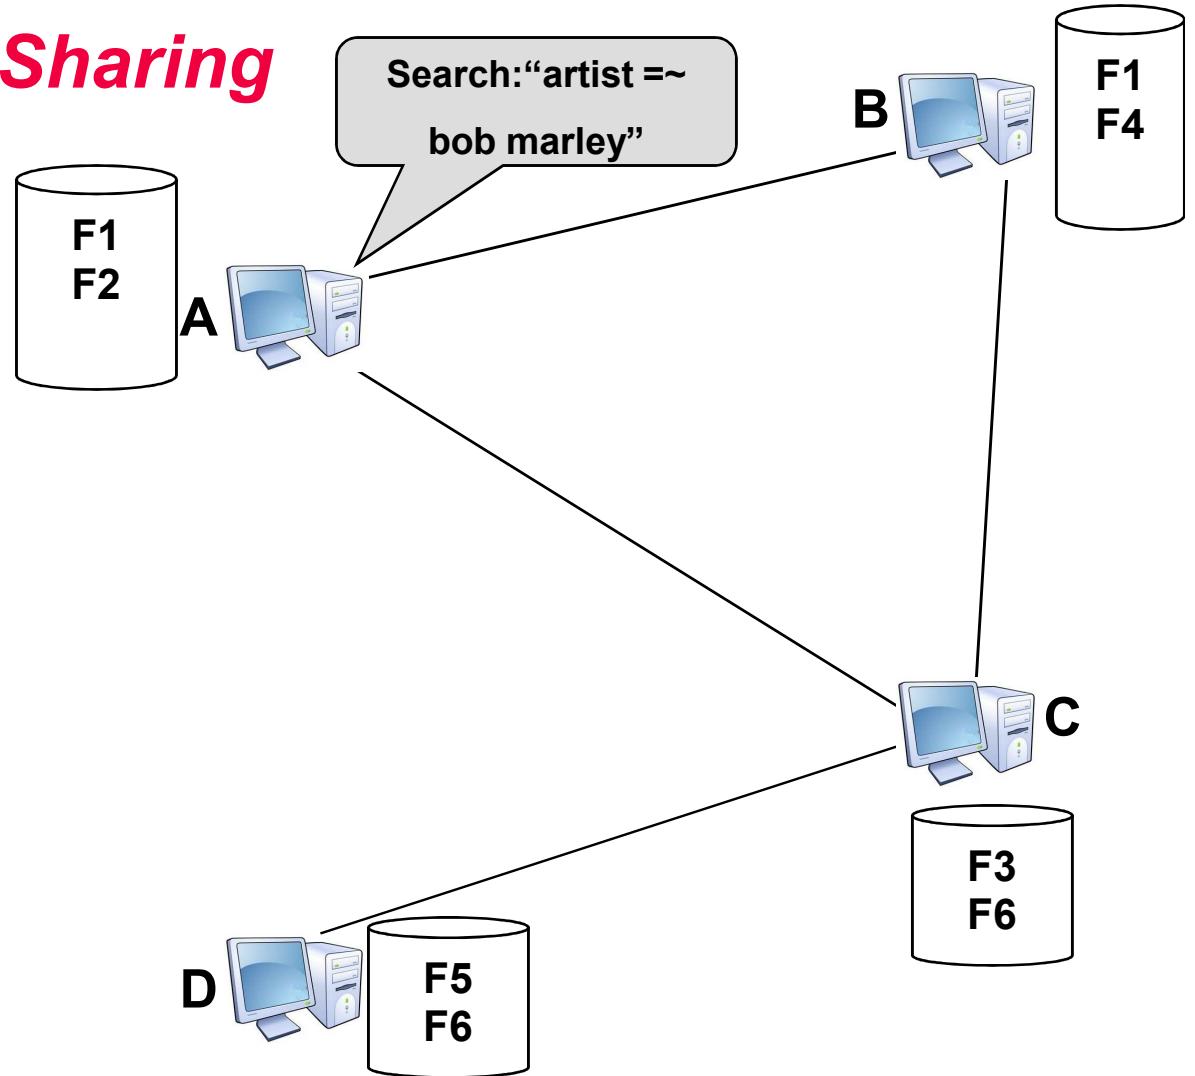 Sharing
Search:“artist =~
bob marley”
B
F1
F4
F1
F2
A
C
F3
F6
D
F5
F6